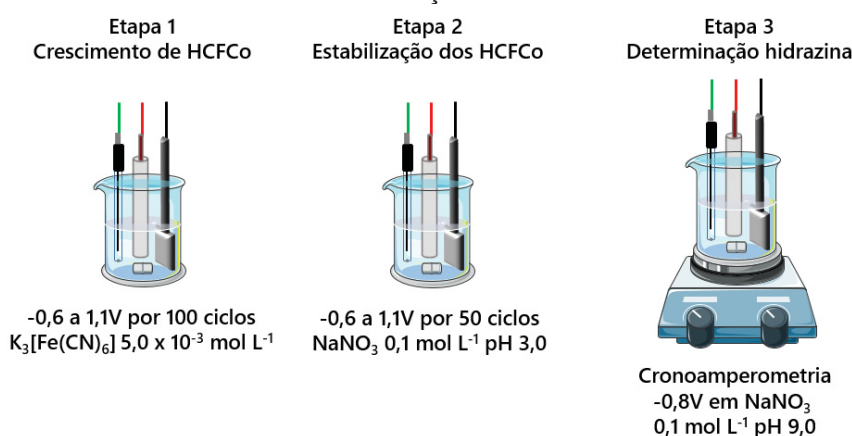 Etapa 1
Crescimento de HCFCo
-0,6 a 1,1V por 100 ciclos
K₃[Fe(CN)₆] 5,0 x 10⁻³ mol L⁻¹
Etapa 2
Estabilização dos HCFCo
-0,6 a 1,1V por 50 ciclos
NaNO₃ 0,1 mol L⁻¹ pH 3,0
Etapa 3
Determinação hidrazina
Cronoamperometria
-0,8V em NaNO₃
0,1 mol L⁻¹ pH 9,0